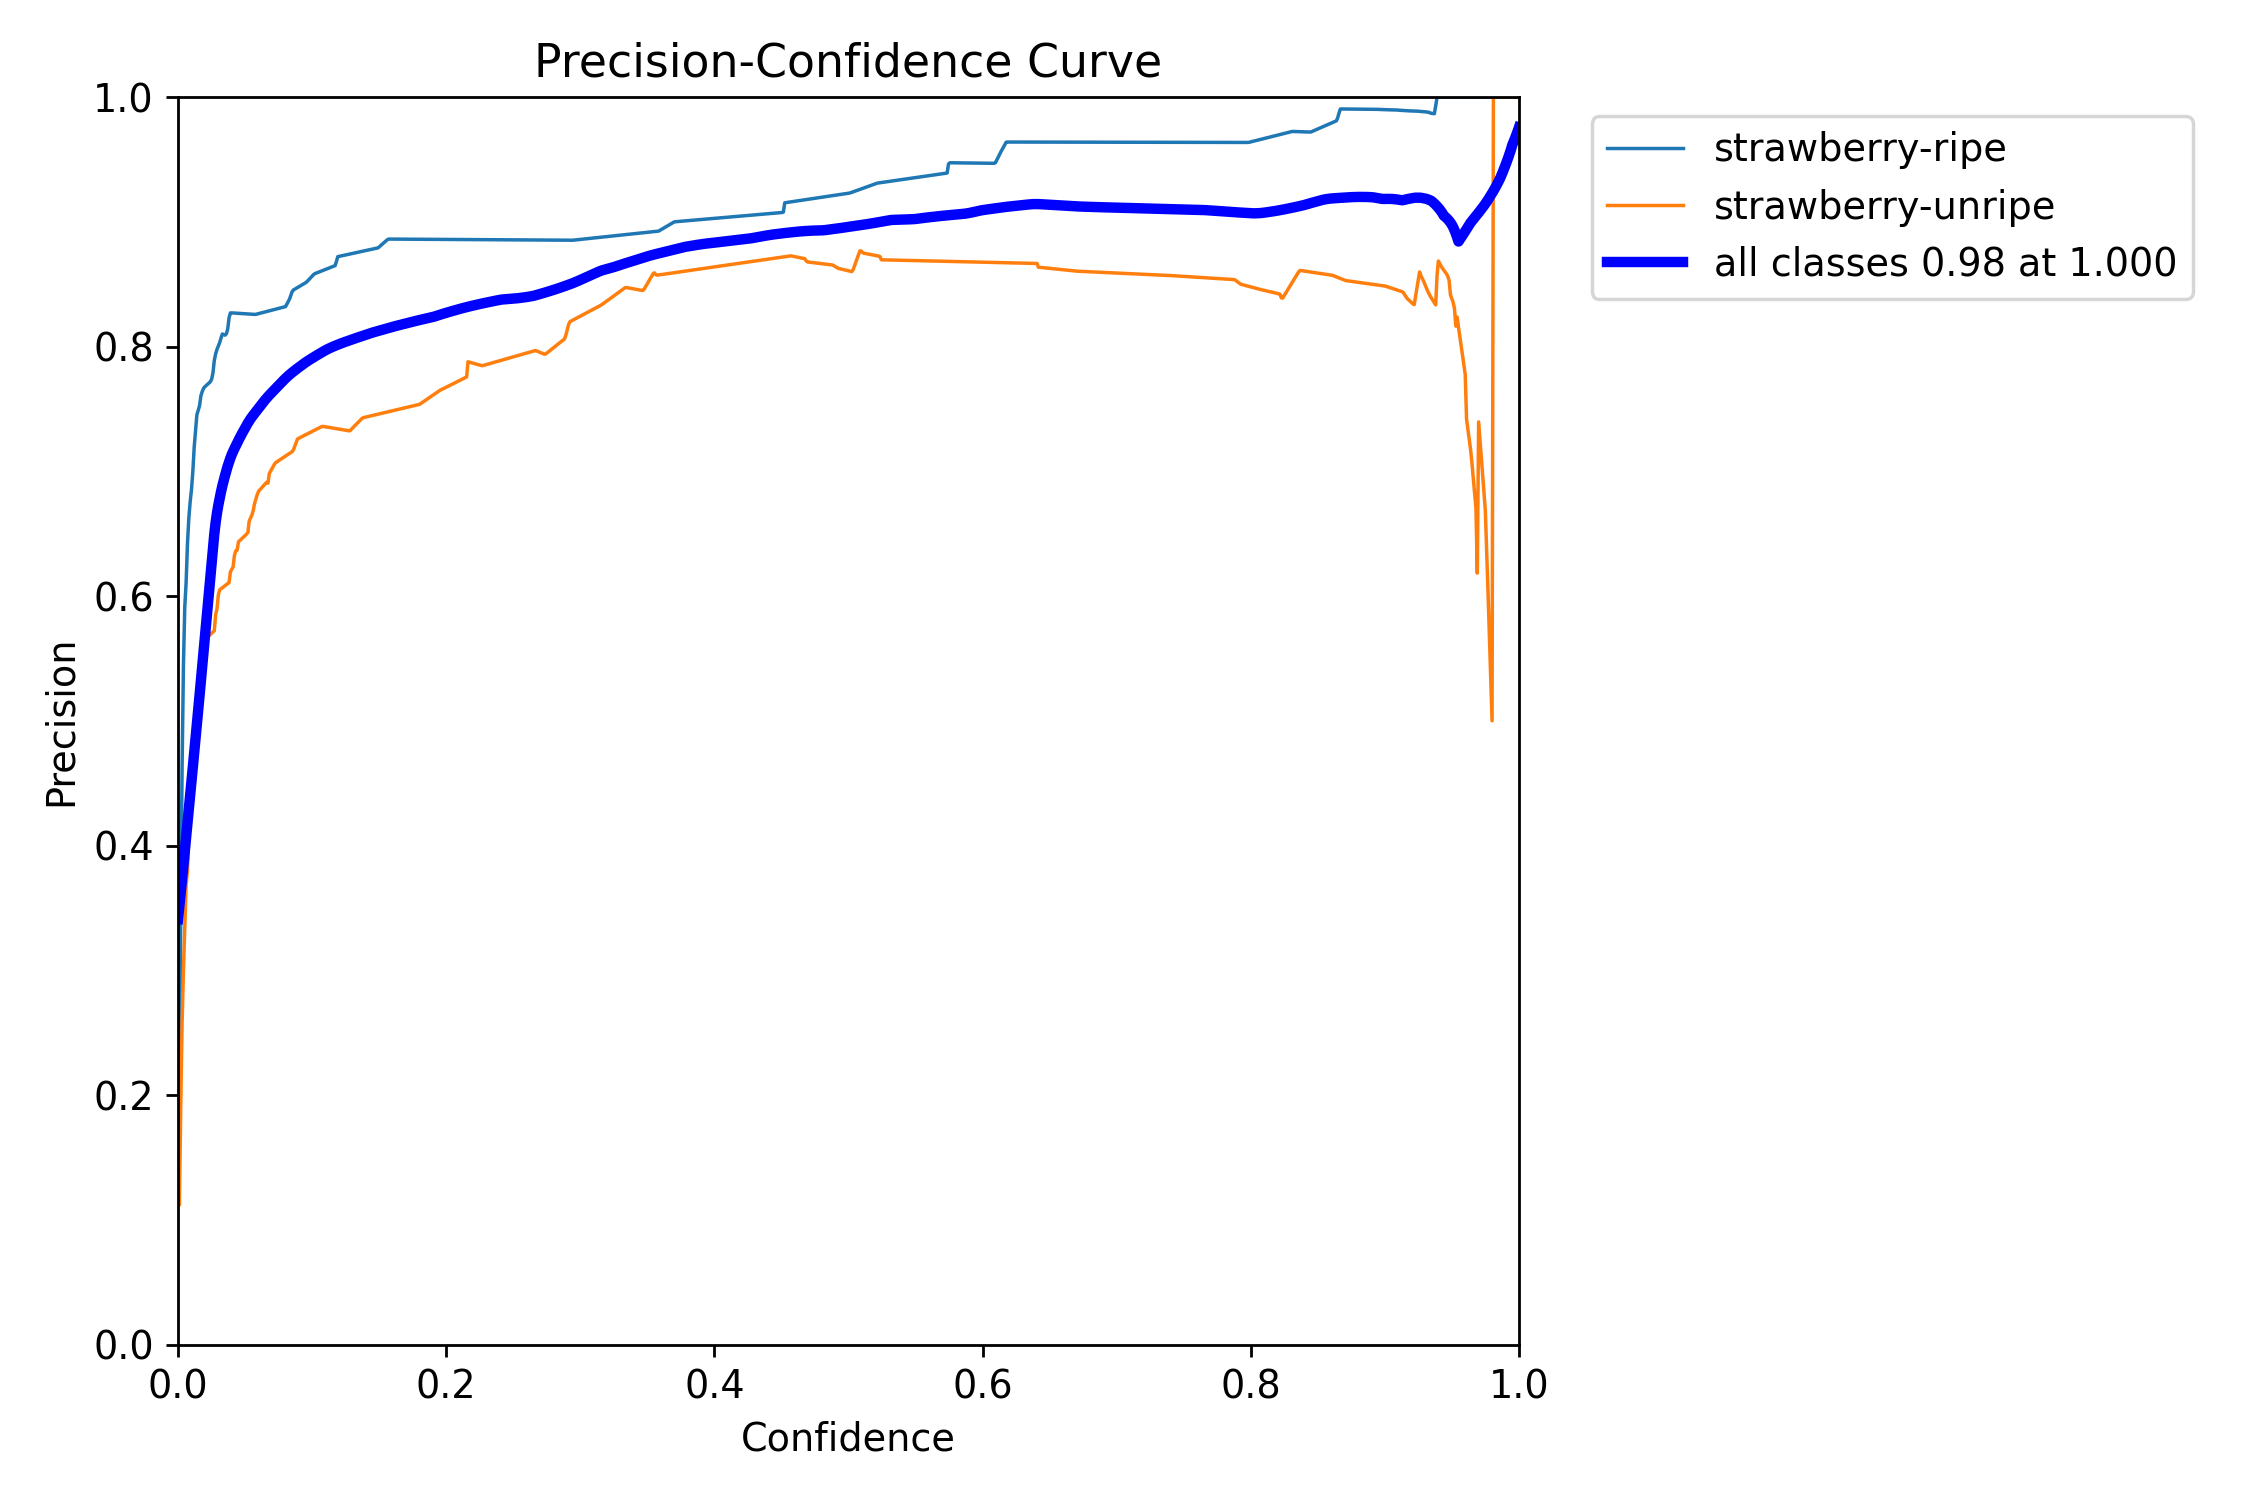 Precision-Confidence Curve
1.0
0.8
0.6
0.4
0.2
0.0
Precision
0.0 0.2 0.4 0.6 0.8 1.0
Confidence
strawberry-ripe
strawberry-unripe
all classes 0.98 at 1.000